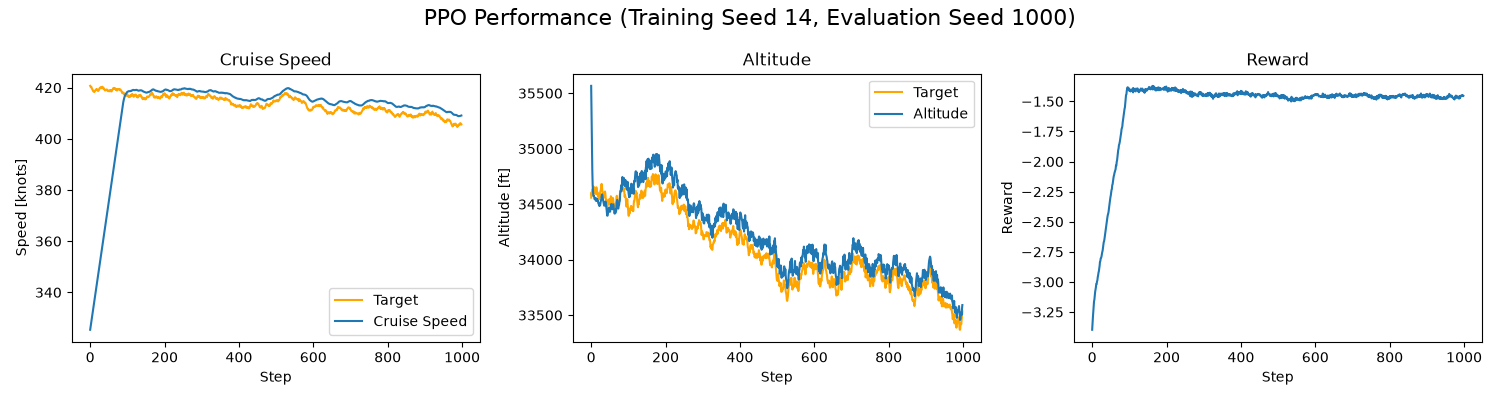 PPO Performance (Training Seed 14, Evaluation Seed 1000)
Cruise Speed
Speed [knots]
420
400
380
360
340
0 200 400 600 800 1000
Step
Target
Cruise Speed
Altitude
Altitude [ft]
35500
35000
34500
34000
33500
0 200 400 600 800 1000
Step
Target
Altitude
Reward
Reward
−1.50
−1.75
−2.00
−2.25
−2.50
−2.75
−3.00
−3.25
0 200 400 600 800 1000
Step